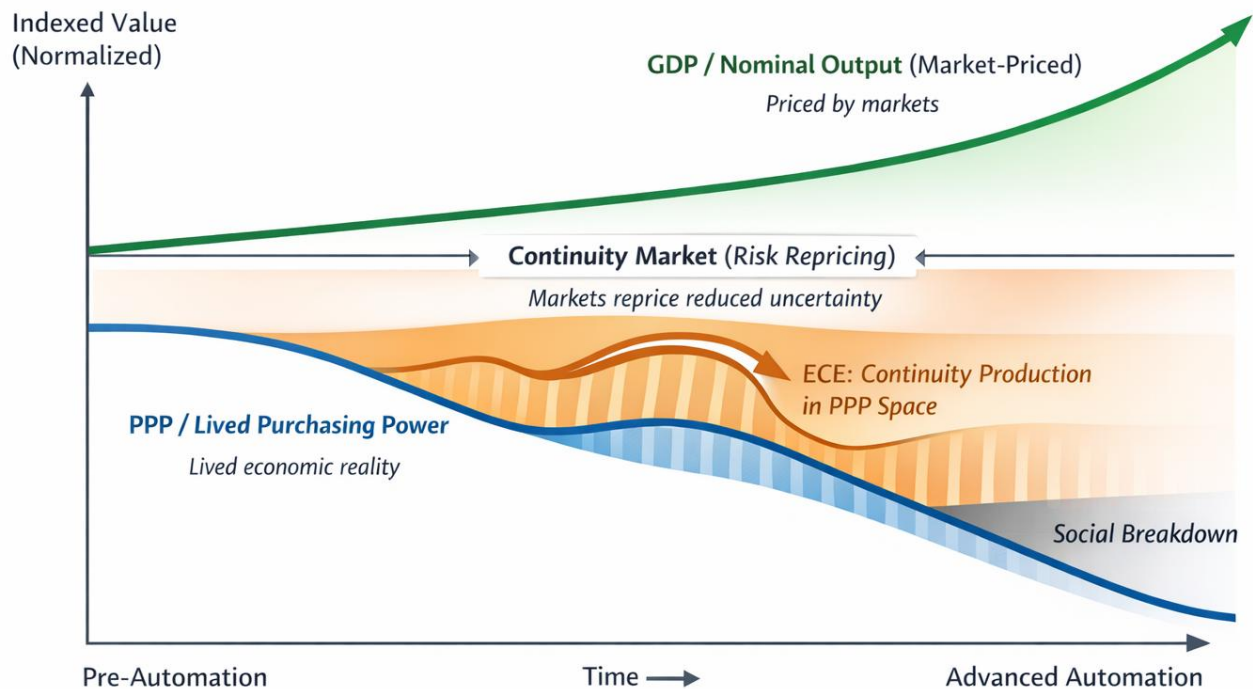 Indexed Value
(Normalized)
GDP / Nominal Output (Market-Priced)
Priced by markets
Continuity Market (Risk Repricing)
Markets reprice reduced uncertainty
ECE: Continuity Production
in PPP Space
PPP / Lived Purchasing Power
Lived economic reality
Social Breakdown
Pre-Automation
Time
Advanced Automation